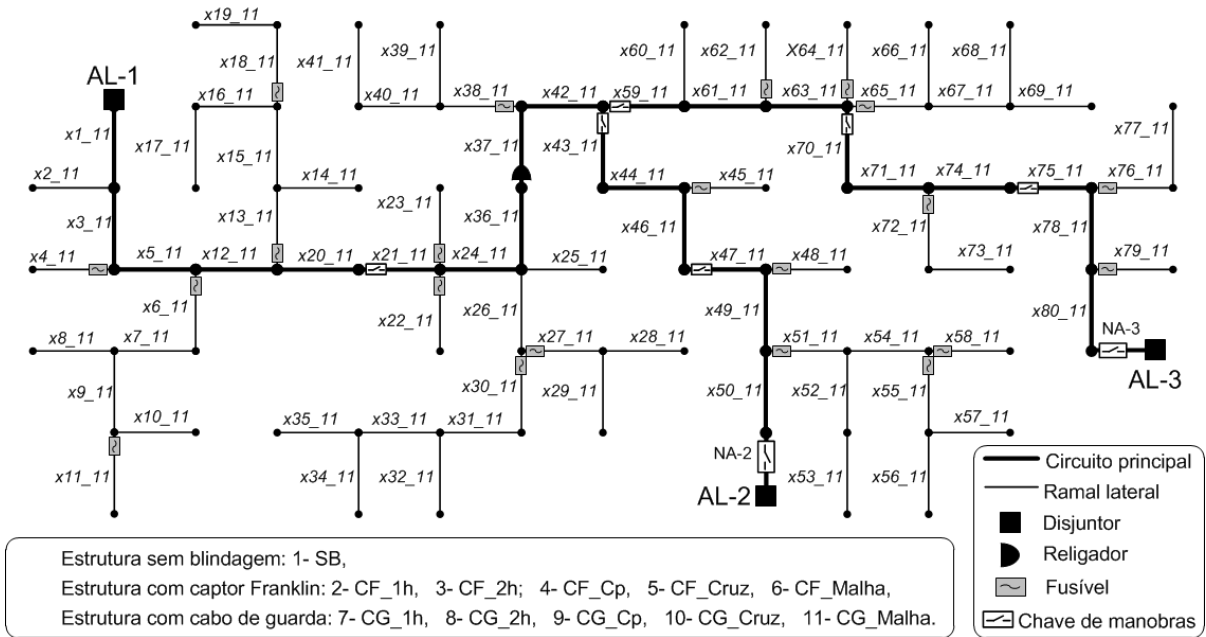 x19_11
x39_11
x60_11
x62_11
X64_11
x66_11
x68_11
x18_11
x41_11
AL-1
x16_11
x40_11
x38_11
x42_11
x59_11
x61_11
x63_11
x65_11
x67_11
x69_11
x1_11
x77_11
x17_11
x15_11
x37_11
x43_11
x70_11
x2_11
x14_11
x44_11
x45_11
x71_11
x74_11
x75_11
x76_11
x3_11
x13_11
x23_11
x36_11
x46_11
x72_11
x78_11
x4_11
x5_11
x12_11
x20_11
x21_11
x24_11
x25_11
x47_11
x48_11
x73_11
x79_11
x6_11
x22_11
x26_11
x49_11
x80_11
NA-3
x8_11
x7_11
x27_11
x28_11
x51_11
x54_11
x58_11
AL-3
x9_11
x30_11
x29_11
x50_11
x52_11
x55_11
x10_11
x35_11
x33_11
x31_11
x57_11
NA-2
x11_11
x34_11
x32_11
x53_11
x56_11
AL-2
Circuito principal
Ramal lateral
Disjuntor
Religador
Fusível
Chave de manobras
Estrutura sem blindagem: 1- SB,
Estrutura com captor Franklin: 2- CF_1h, 3- CF_2h; 4- CF_Cp, 5- CF_Cruz, 6- CF_Malha,
Estrutura com cabo de guarda: 7- CG_1h, 8- CG_2h, 9- CG_Cp, 10- CG_Cruz, 11- CG_Malha.